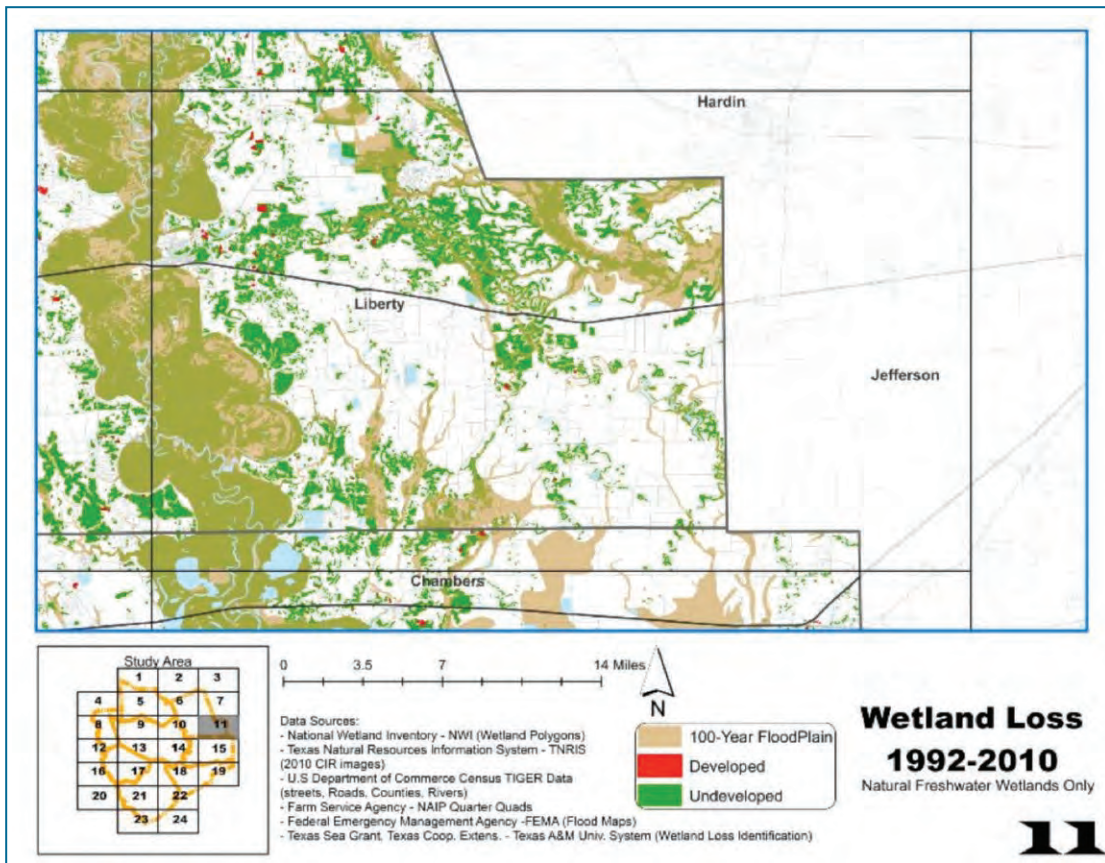 Hardin
Liberty
Jefferson
Chambers
Study Area
1 2 3
4 5 6 7
8 9 10 11
12 13 14 15
16 17 18 19
20 21 22
23 24
0 3.5 7 14 Miles
N
Data Sources:
- National Wetland Inventory - NWI (Wetland Polygons)
- Texas Natural Resources Information System - TNRIS
(2010 CIR images)
- U.S Department of Commerce Census TIGER Data
(streets, Roads, Counties, Rivers)
- Farm Service Agency - NAIP Quarter Quads
- Federal Emergency Management Agency -FEMA (Flood Maps)
- Texas Sea Grant, Texas Coop. Extens. - Texas A&M Univ. System (Wetland Loss Identification)
100-Year FloodPlain
Developed
Undeveloped
Wetland Loss
1992-2010
Natural Freshwater Wetlands Only
11